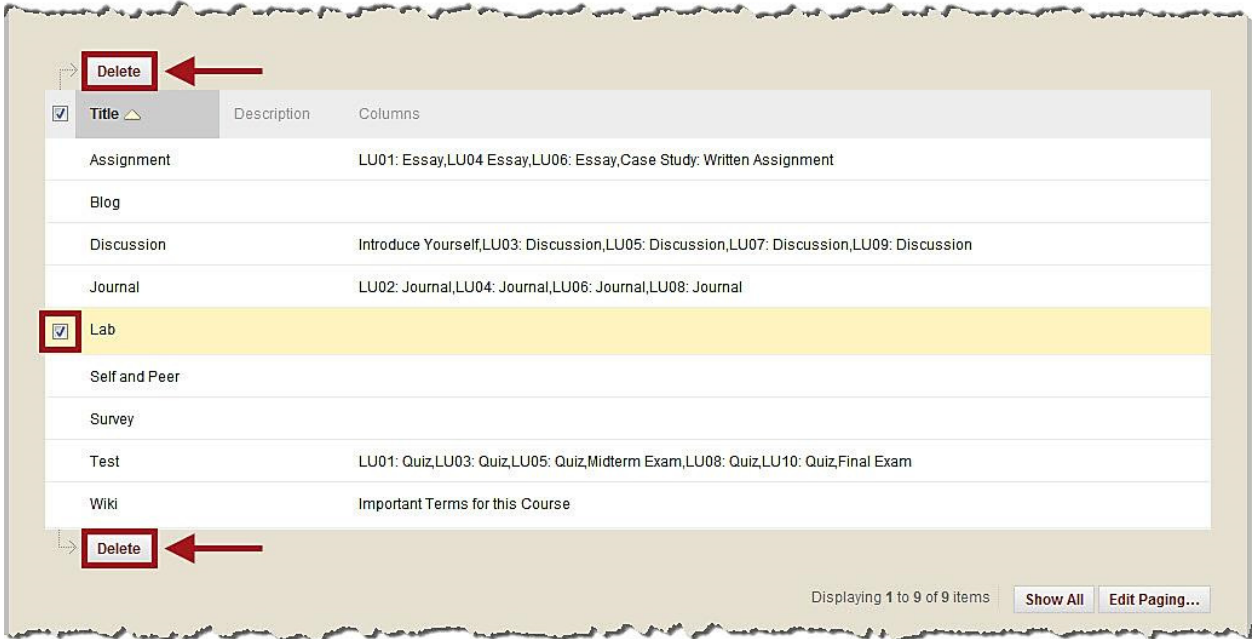 Delete
Title Description Columns
Assignment LU01: Essay,LU04 Essay,LU06: Essay,Case Study: Written Assignment
Blog
Discussion Introduce Yourself,LU03: Discussion,LU05: Discussion,LU07: Discussion,LU09: Discussion
Journal LU02: Journal,LU04: Journal,LU06: Journal,LU08: Journal
Lab
Self and Peer
Survey
Test LU01: Quiz,LU03: Quiz,LU05: Quiz,Midterm Exam,LU08: Quiz,LU10: Quiz,Final Exam
Wiki Important Terms for this Course
Delete
Displaying 1 to 9 of 9 items Show All Edit Paging...